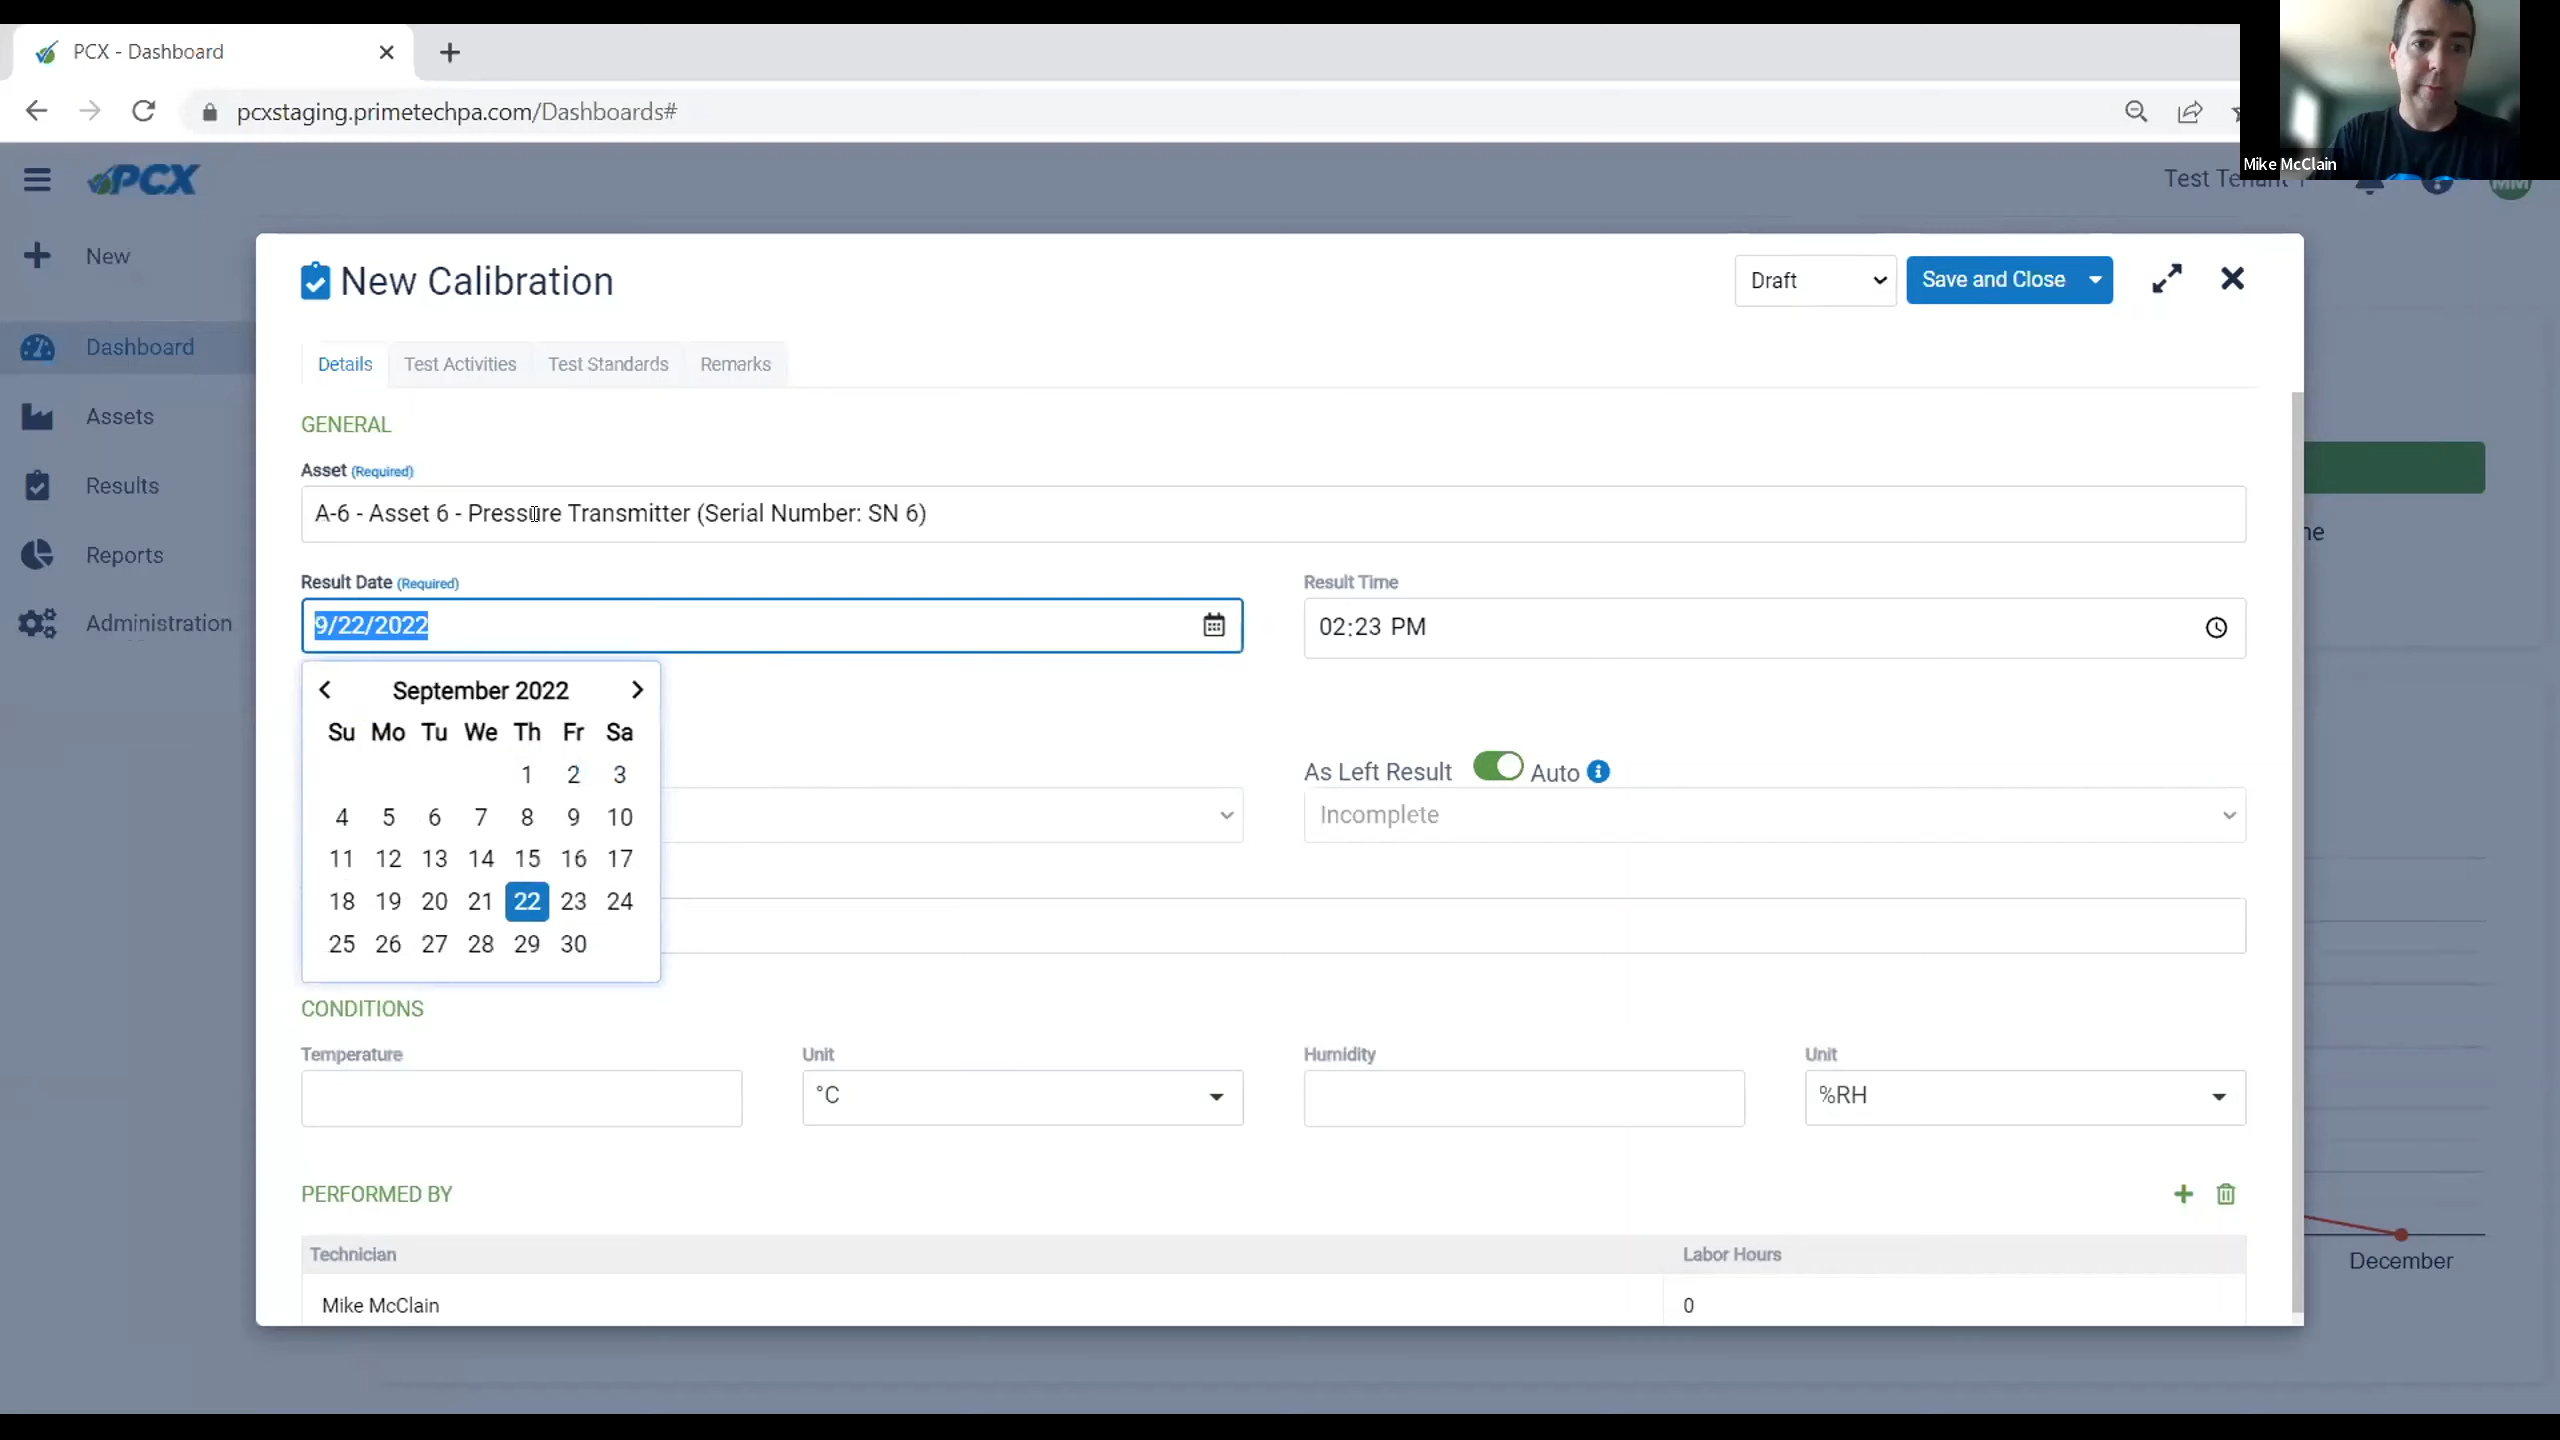 PCX - Dashboard
pcxstaging.primetechpa.com/Dashboards#
Mike McClain
PCX
Test Tenant 1
MM
New
Dashboard
Assets
Results
Reports
Administration
New Calibration
Draft
Save and Close
Details
Test Activities
Test Standards
Remarks
GENERAL
Asset (Required)
A-6 - Asset 6 - Pressure Transmitter (Serial Number: SN 6)
Result Date (Required)
Result Time
9/22/2022
02:23 PM
September 2022
Su Mo Tu We Th Fr Sa
1 2 3
4 5 6 7 8 9 10
11 12 13 14 15 16 17
18 19 20 21 22 23 24
25 26 27 28 29 30
As Left Result Auto
Incomplete
CONDITIONS
Temperature
Unit
Humidity
Unit
°C
%RH
PERFORMED BY
Technician
Labor Hours
Mike McClain
0
December